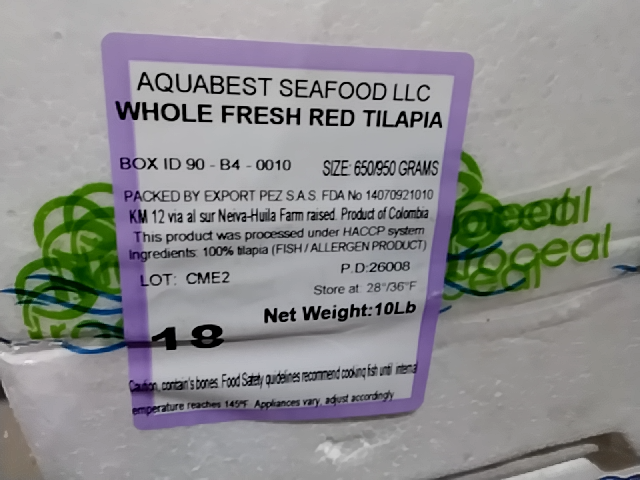 AQUABEST SEAFOOD LLC
WHOLE FRESH RED TILAPIA
BOX ID 90 - B4 - 0010 SIZE: 650/950 GRAMS
PACKED BY EXPORT PEZ S.A.S. FDA No 14070921010
KM 12 via al sur Neiva-Huila Farm raised. Product of Colombia
This product was processed under HACCP system
Ingredients: 100% tilapia (FISH / ALLERGEN PRODUCT)
LOT: CME2 P.D:26008
Store at: 28°/36°F
Net Weight:10Lb
18
Caution, contain's bones. Food Safety guidelines recommend cooking fish until internal
emperature reaches 145°F. Appliances vary, adjust accordingly